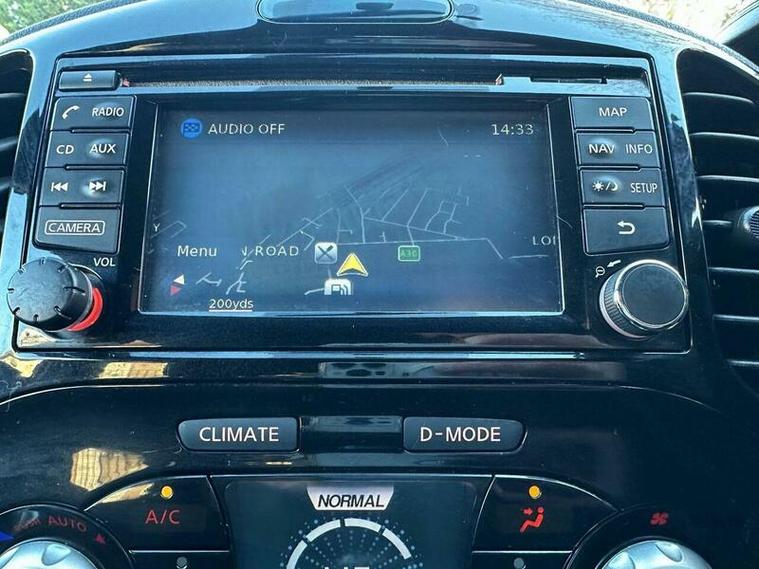 RADIO
MAP
AUDIO OFF
14:33
CD AUX
NAV INFO
SETUP
CAMERA
Menu
ROAD
A30
VOL
200yds
CLIMATE
D-MODE
NORMAL
A/C
AUTO